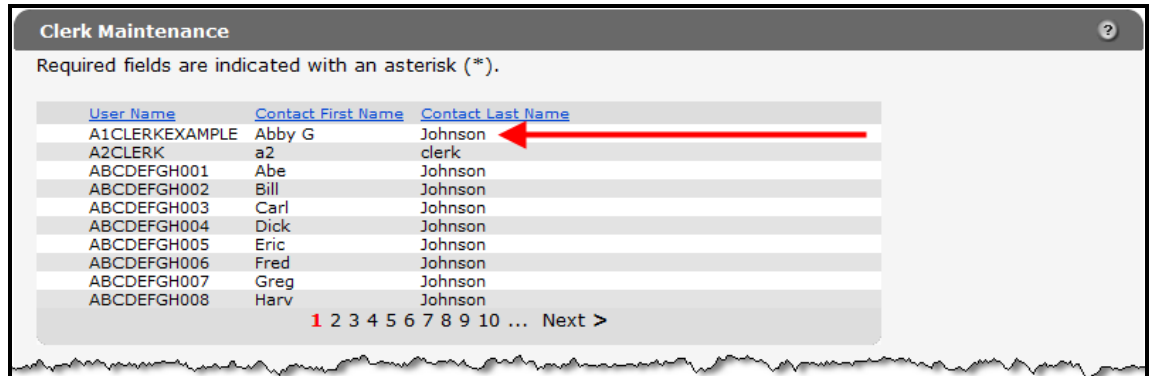 Clerk Maintenance ?
Required fields are indicated with an asterisk (*).
User Name Contact First Name Contact Last Name
A1CLERKEXAMPLE Abby G Johnson
A2CLERK a2 clerk
ABCDEFGH001 Abe Johnson
ABCDEFGH002 Bill Johnson
ABCDEFGH003 Carl Johnson
ABCDEFGH004 Dick Johnson
ABCDEFGH005 Eric Johnson
ABCDEFGH006 Fred Johnson
ABCDEFGH007 Greg Johnson
ABCDEFGH008 Harv Johnson
1 2 3 4 5 6 7 8 9 10 ... Next >